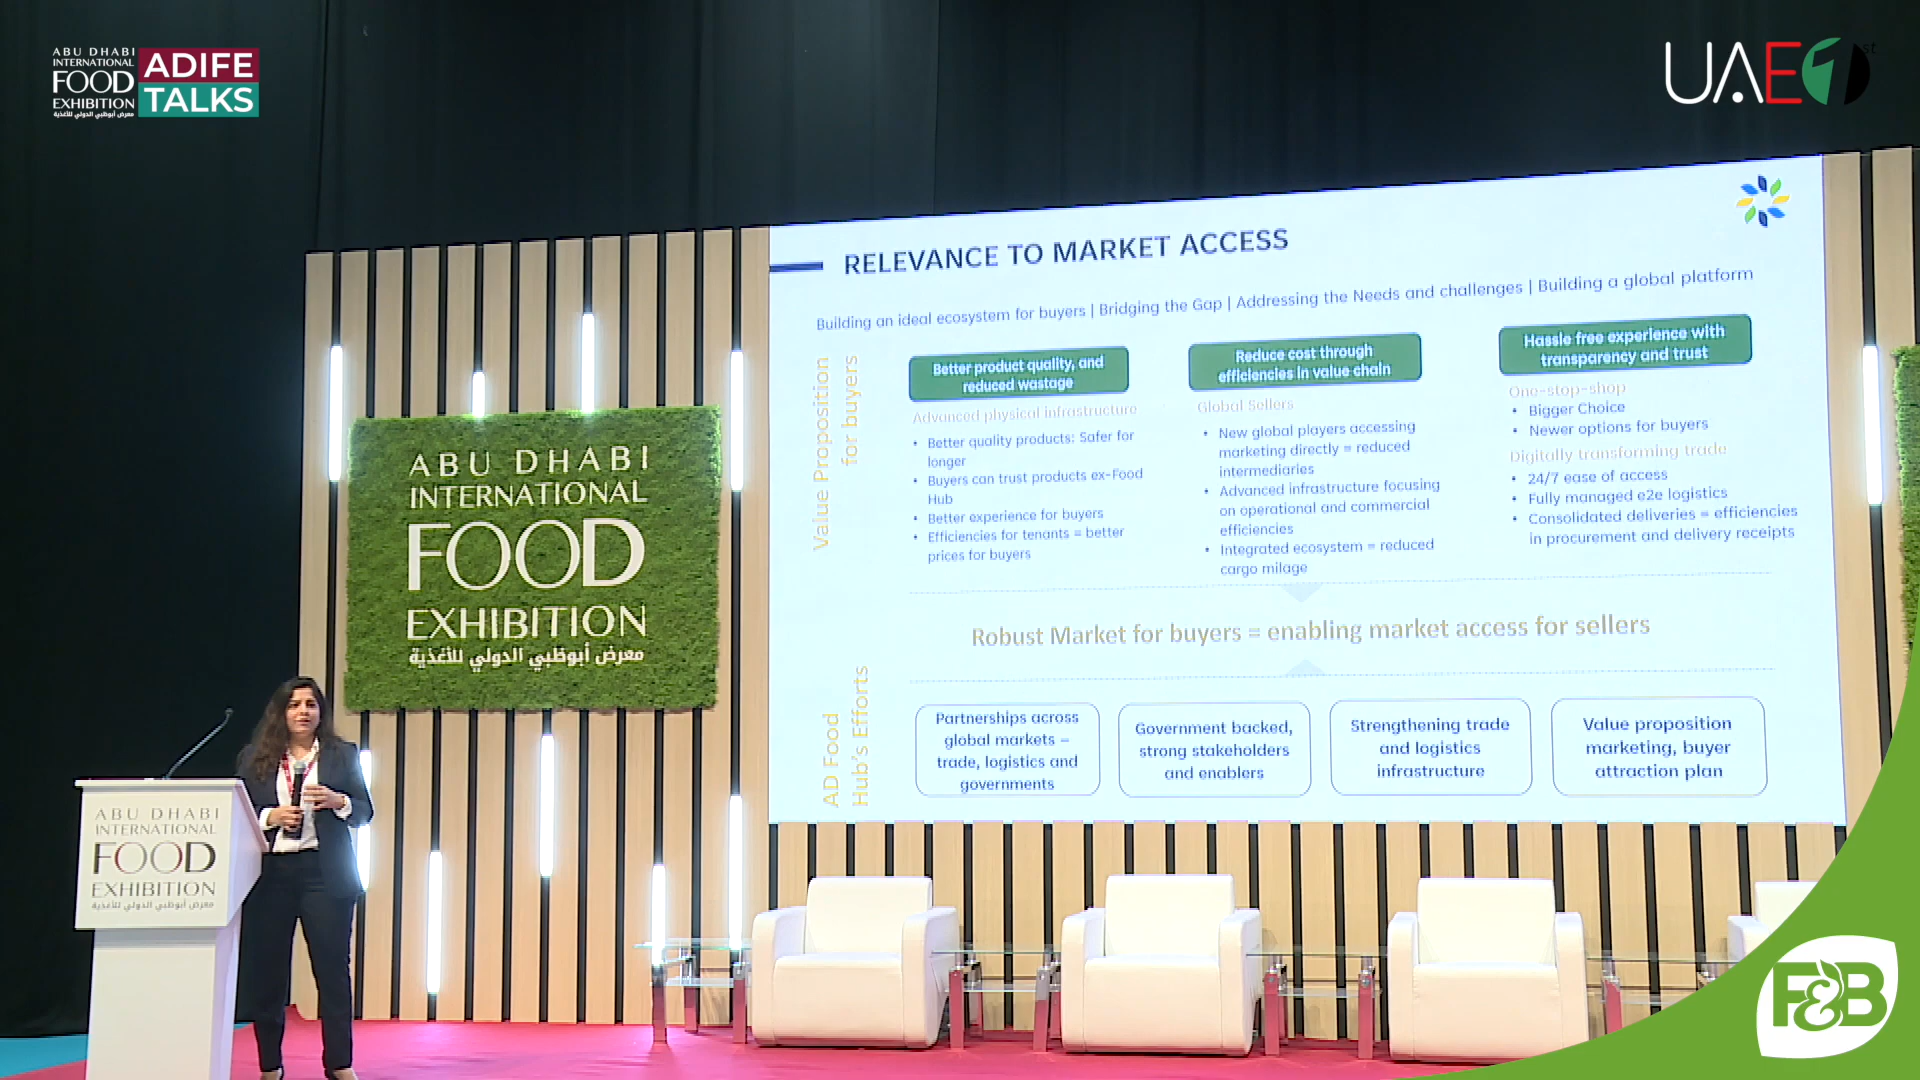 ABU DHABI
INTERNATIONAL
FOOD
EXHIBITION
معرض أبوظبي الدولي للأغذية
ADIFE
TALKS
UAE1st
RELEVANCE TO MARKET ACCESS
Building an ideal ecosystem for buyers | Bridging the Gap | Addressing the Needs and challenges | Building a global platform
Value Proposition
for buyers
Better product quality, and
reduced wastage
Advanced physical infrastructure
• Better quality products: Safer for
longer
• Buyers can trust products ex-Food
Hub
• Better experience for buyers
• Efficiencies for tenants = better
prices for buyers
Reduce cost through
efficiencies in value chain
Global Sellers
• New global players accessing
marketing directly = reduced
intermediaries
• Advanced infrastructure focusing
on operational and commercial
efficiencies
• Integrated ecosystem = reduced
cargo milage
Hassle free experience with
transparency and trust
One-stop-shop
• Bigger Choice
• Newer options for buyers
Digitally transforming trade
• 24/7 ease of access
• Fully managed e2e logistics
• Consolidated deliveries = efficiencies
in procurement and delivery receipts
Robust Market for buyers = enabling market access for sellers
AD Food
Hub's Efforts
Partnerships across
global markets –
trade, logistics and
governments
Government backed,
strong stakeholders
and enablers
Strengthening trade
and logistics
infrastructure
Value proposition
marketing, buyer
attraction plan
ABU DHABI
INTERNATIONAL
FOOD
EXHIBITION
معرض أبوظبي الدولي للأغذية
ABU DHABI
INTERNATIONAL
FOOD
EXHIBITION
معرض أبوظبي الدولي للأغذية
F&B